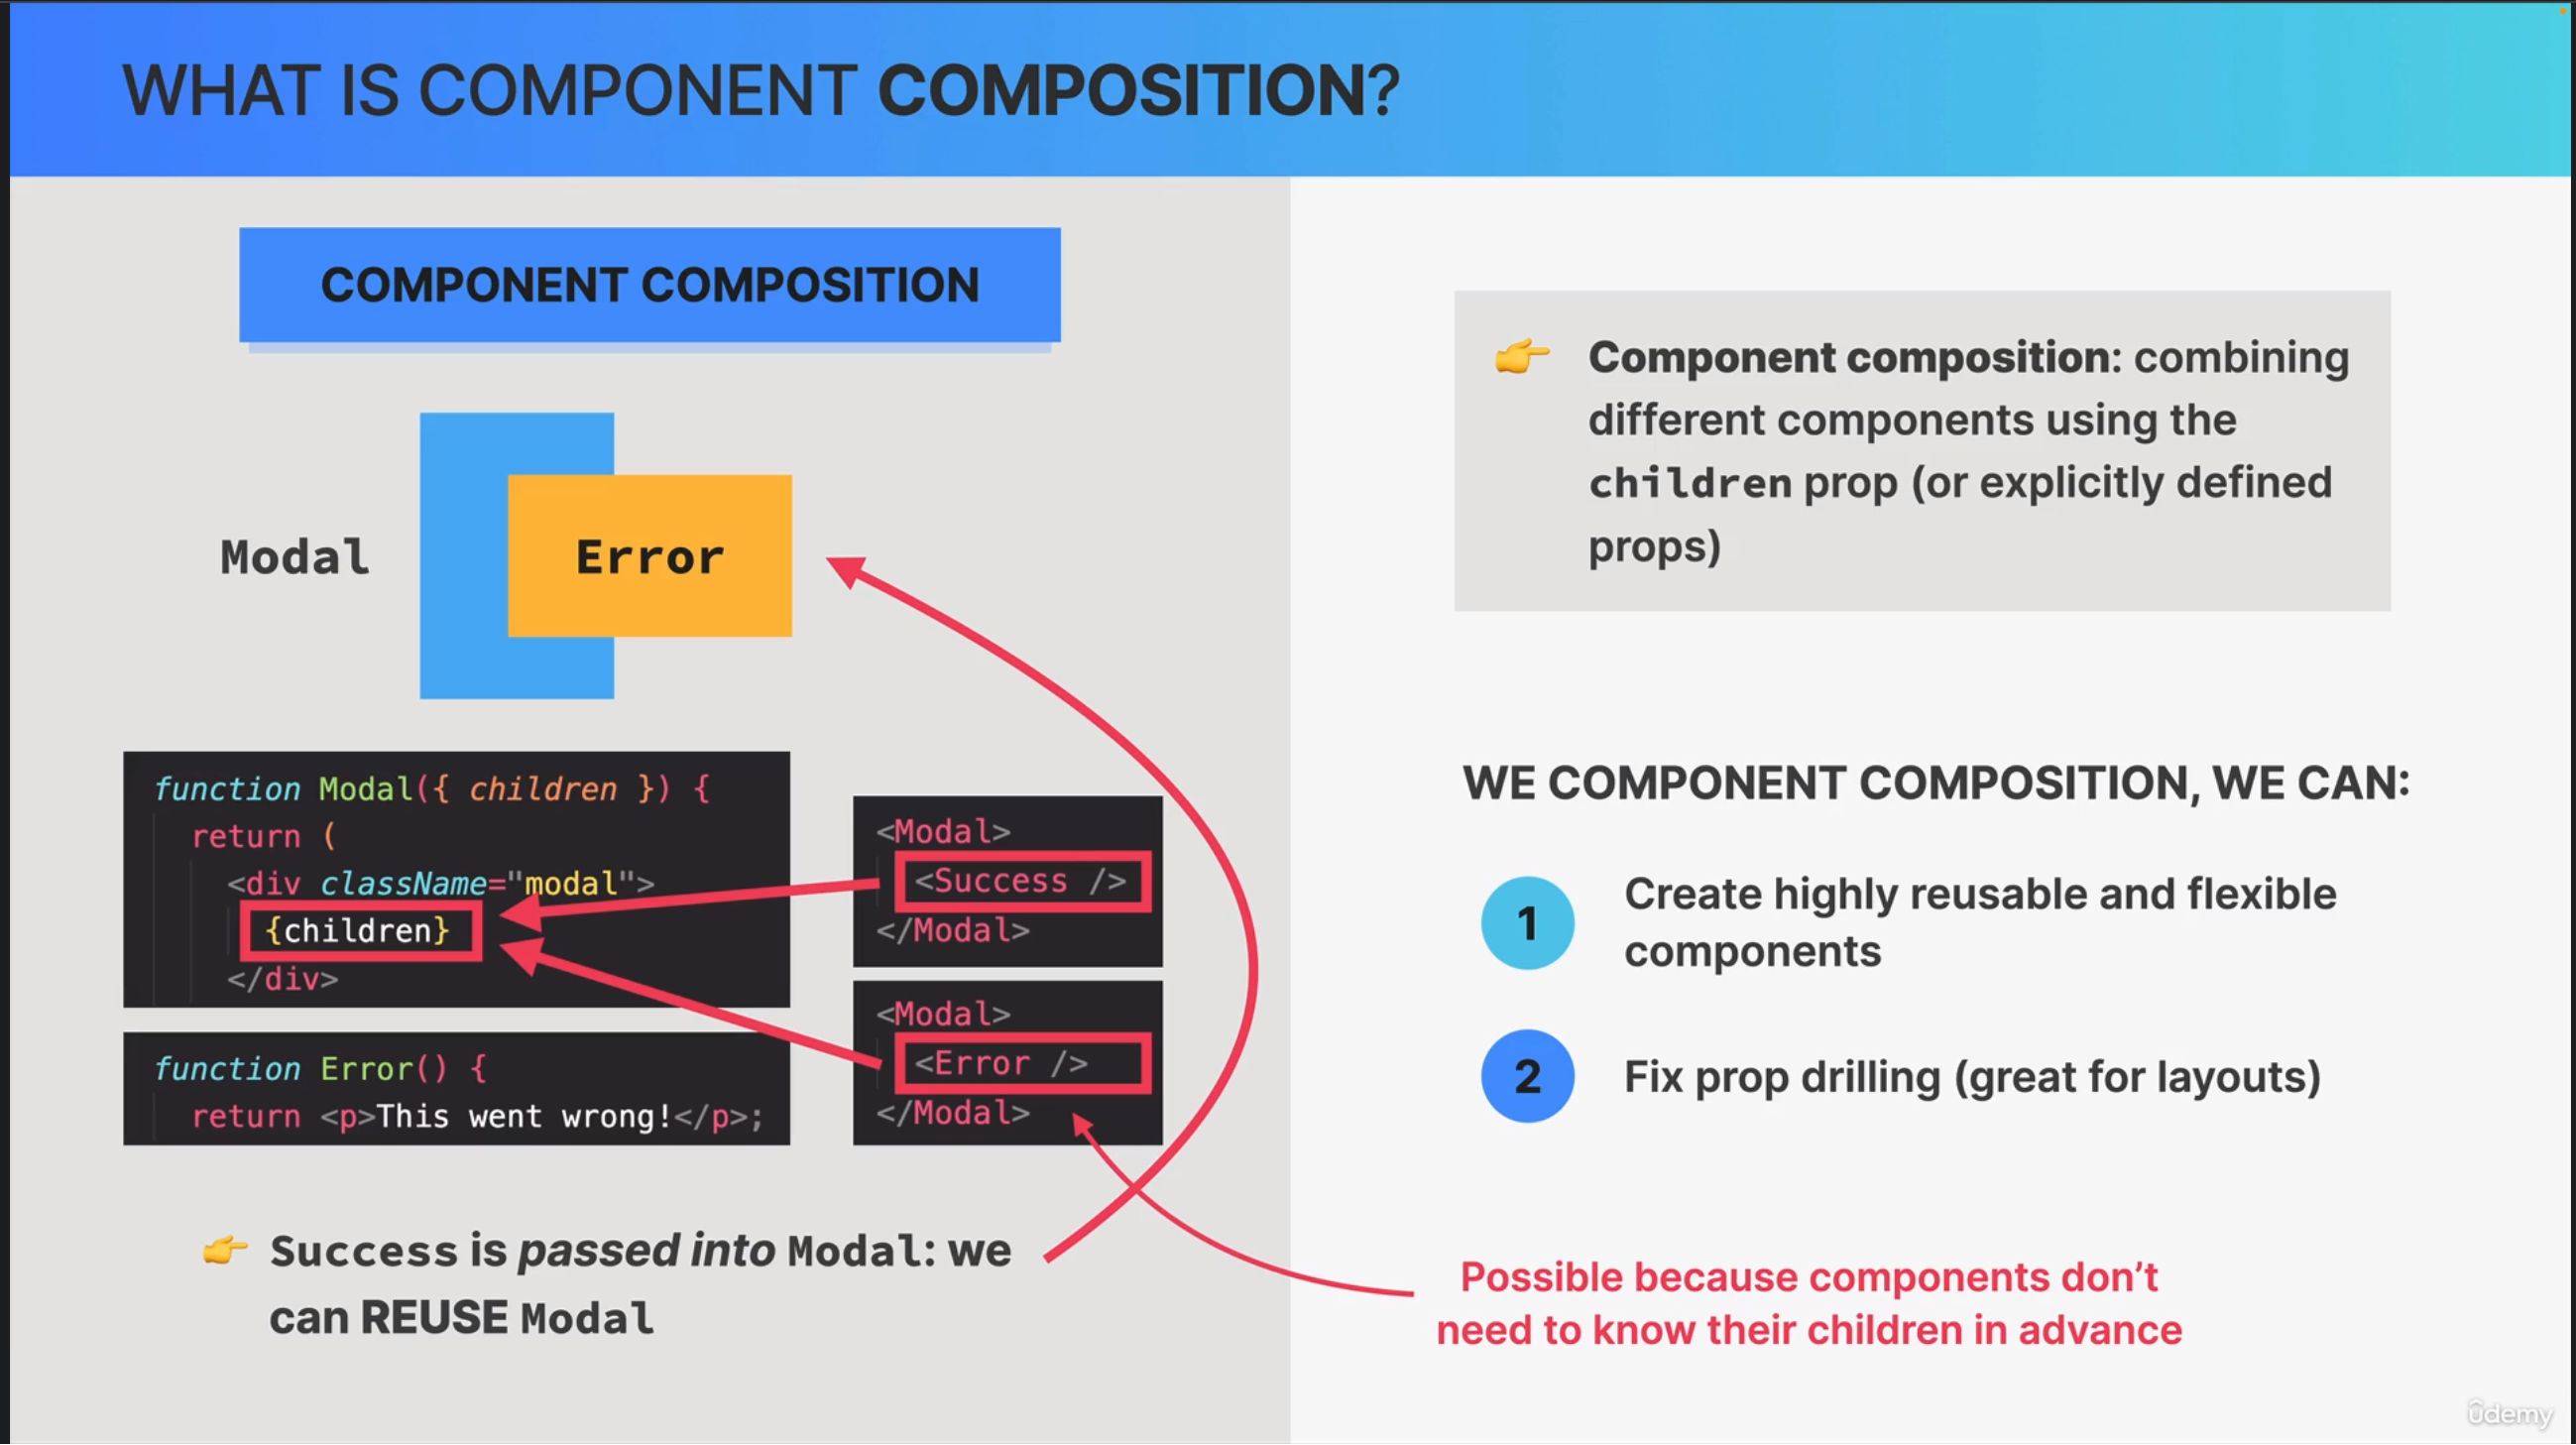 WHAT IS COMPONENT COMPOSITION?
COMPONENT COMPOSITION
Modal
Error
function Modal({ children }) {
return (
<div className="modal">
{children}
</div>
function Error() {
return <p>This went wrong!</p>;
<Modal>
<Success />
</Modal>
<Modal>
<Error />
</Modal>
👉 Success is passed into Modal: we
can REUSE Modal
👉 Component composition: combining
different components using the
children prop (or explicitly defined
props)
WE COMPONENT COMPOSITION, WE CAN:
1 Create highly reusable and flexible
components
2 Fix prop drilling (great for layouts)
Possible because components don’t
need to know their children in advance
ûdemy